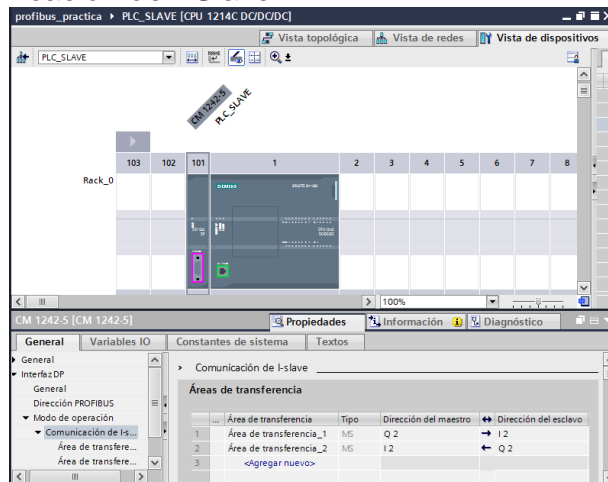 profibus_practica ▸ PLC_SLAVE [CPU 1214C DC/DC/DC]
Vista topológica Vista de redes Vista de dispositivos
PLC_SLAVE
CM 1242-5
PLC_SLAVE
103 102 101 1 2 3 4 5 6 7 8
Rack_0
SIEMENS
100%
CM 1242-5 [CM 1242-5] Propiedades Información Diagnóstico
General Variables IO Constantes de sistema Textos
General
Interfaz DP
General
Dirección PROFIBUS
Modo de operación
Comunicación de I-s...
Área de transfere...
Área de transfere...
Comunicación de I-slave
Áreas de transferencia
... Área de transferencia Tipo Dirección del maestro ↔ Dirección del esclavo
1 Área de transferencia_1 MS Q 2 → I 2
2 Área de transferencia_2 MS I 2 ← Q 2
3 <Agregar nuevo>